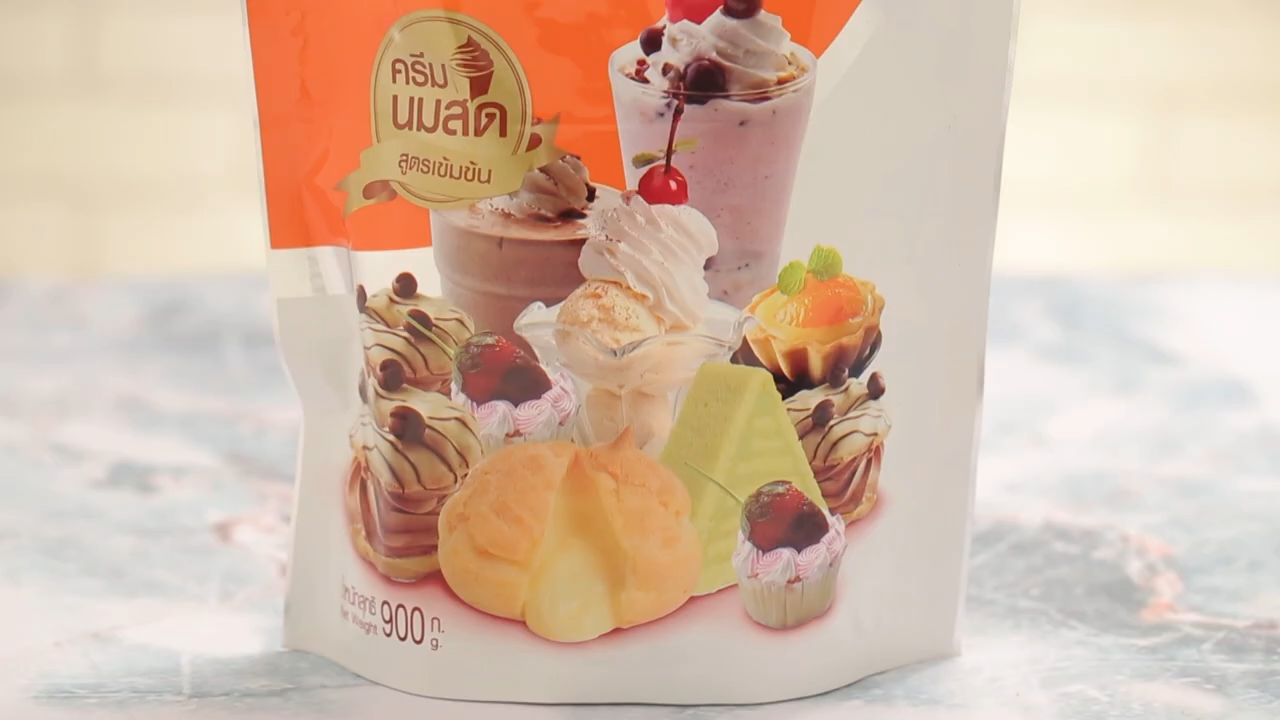 ครีม
นมสด
สูตรเข้มข้น
น้ำหนักสุทธิ 900 ก.
Net Weight g.